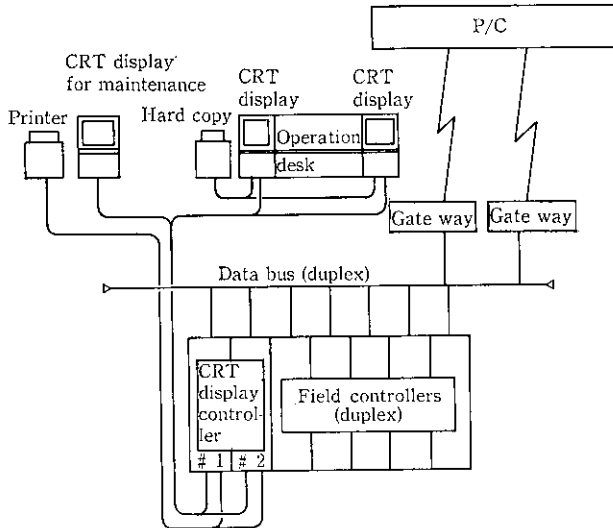 P/C
CRT display
for maintenance
CRT
display
CRT
display
Printer
Hard copy
Operation
desk
Gate way
Gate way
Data bus (duplex)
CRT
display
control-
ler
# 1
# 2
Field controllers
(duplex)